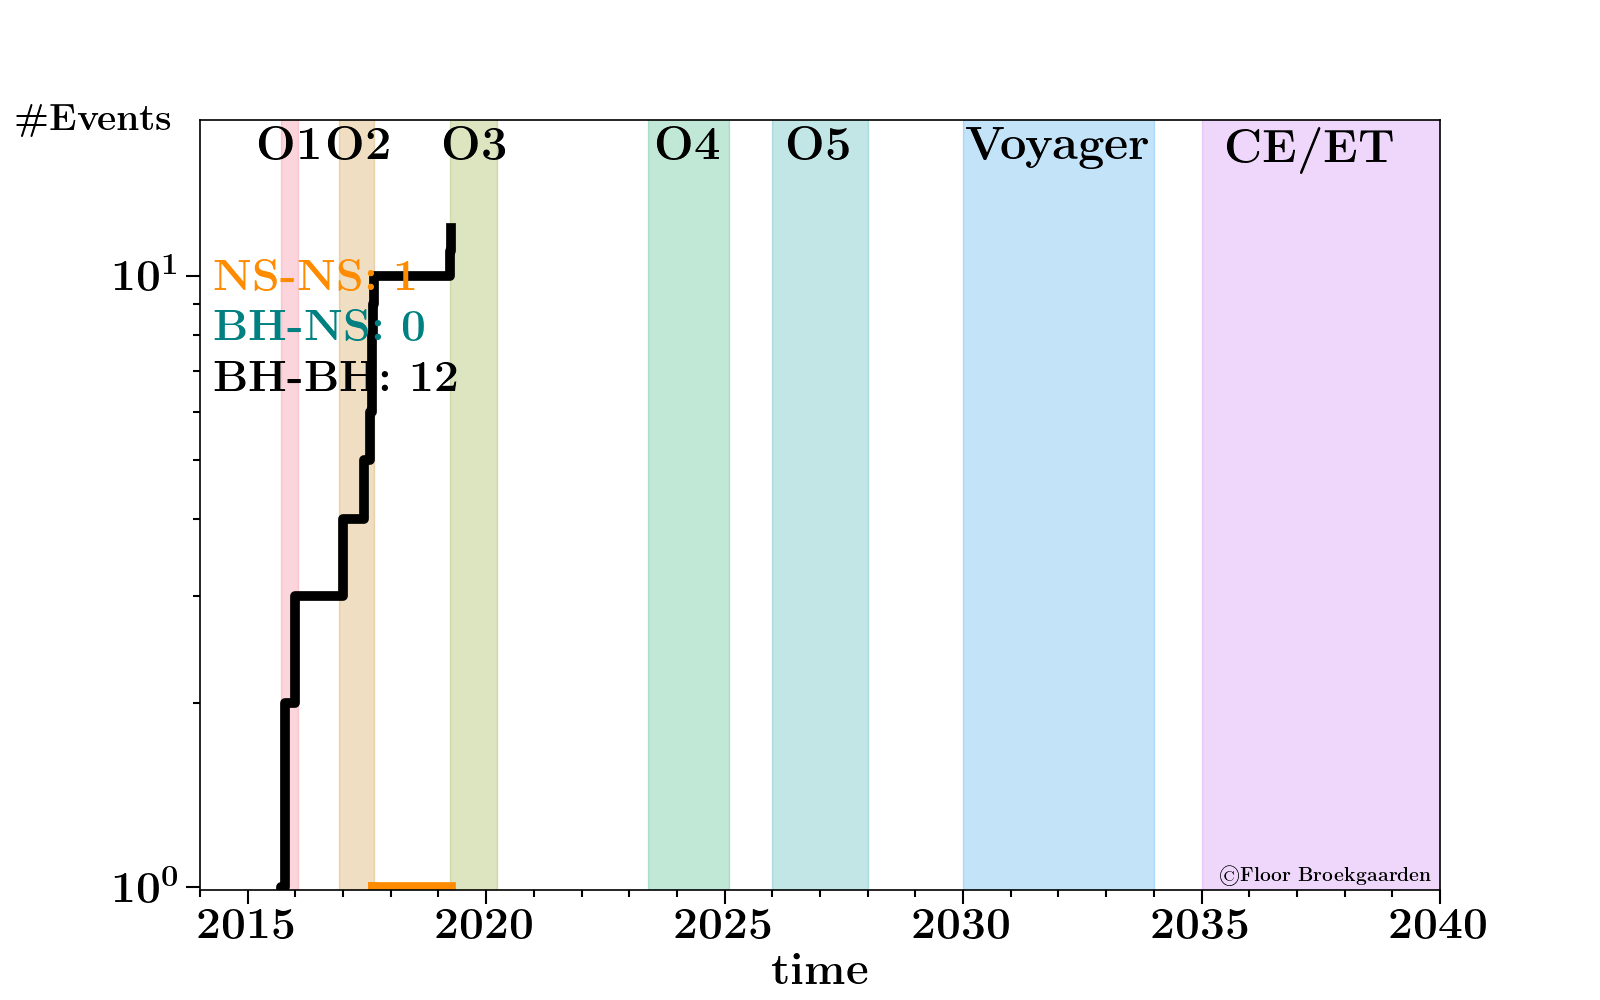 #Events
O1 O2 O3 O4 O5 Voyager CE/ET
10¹
NS-NS: 1
BH-NS: 0
BH-BH: 12
10⁰
©Floor Broekgaarden
2015 2020 2025 2030 2035 2040
time